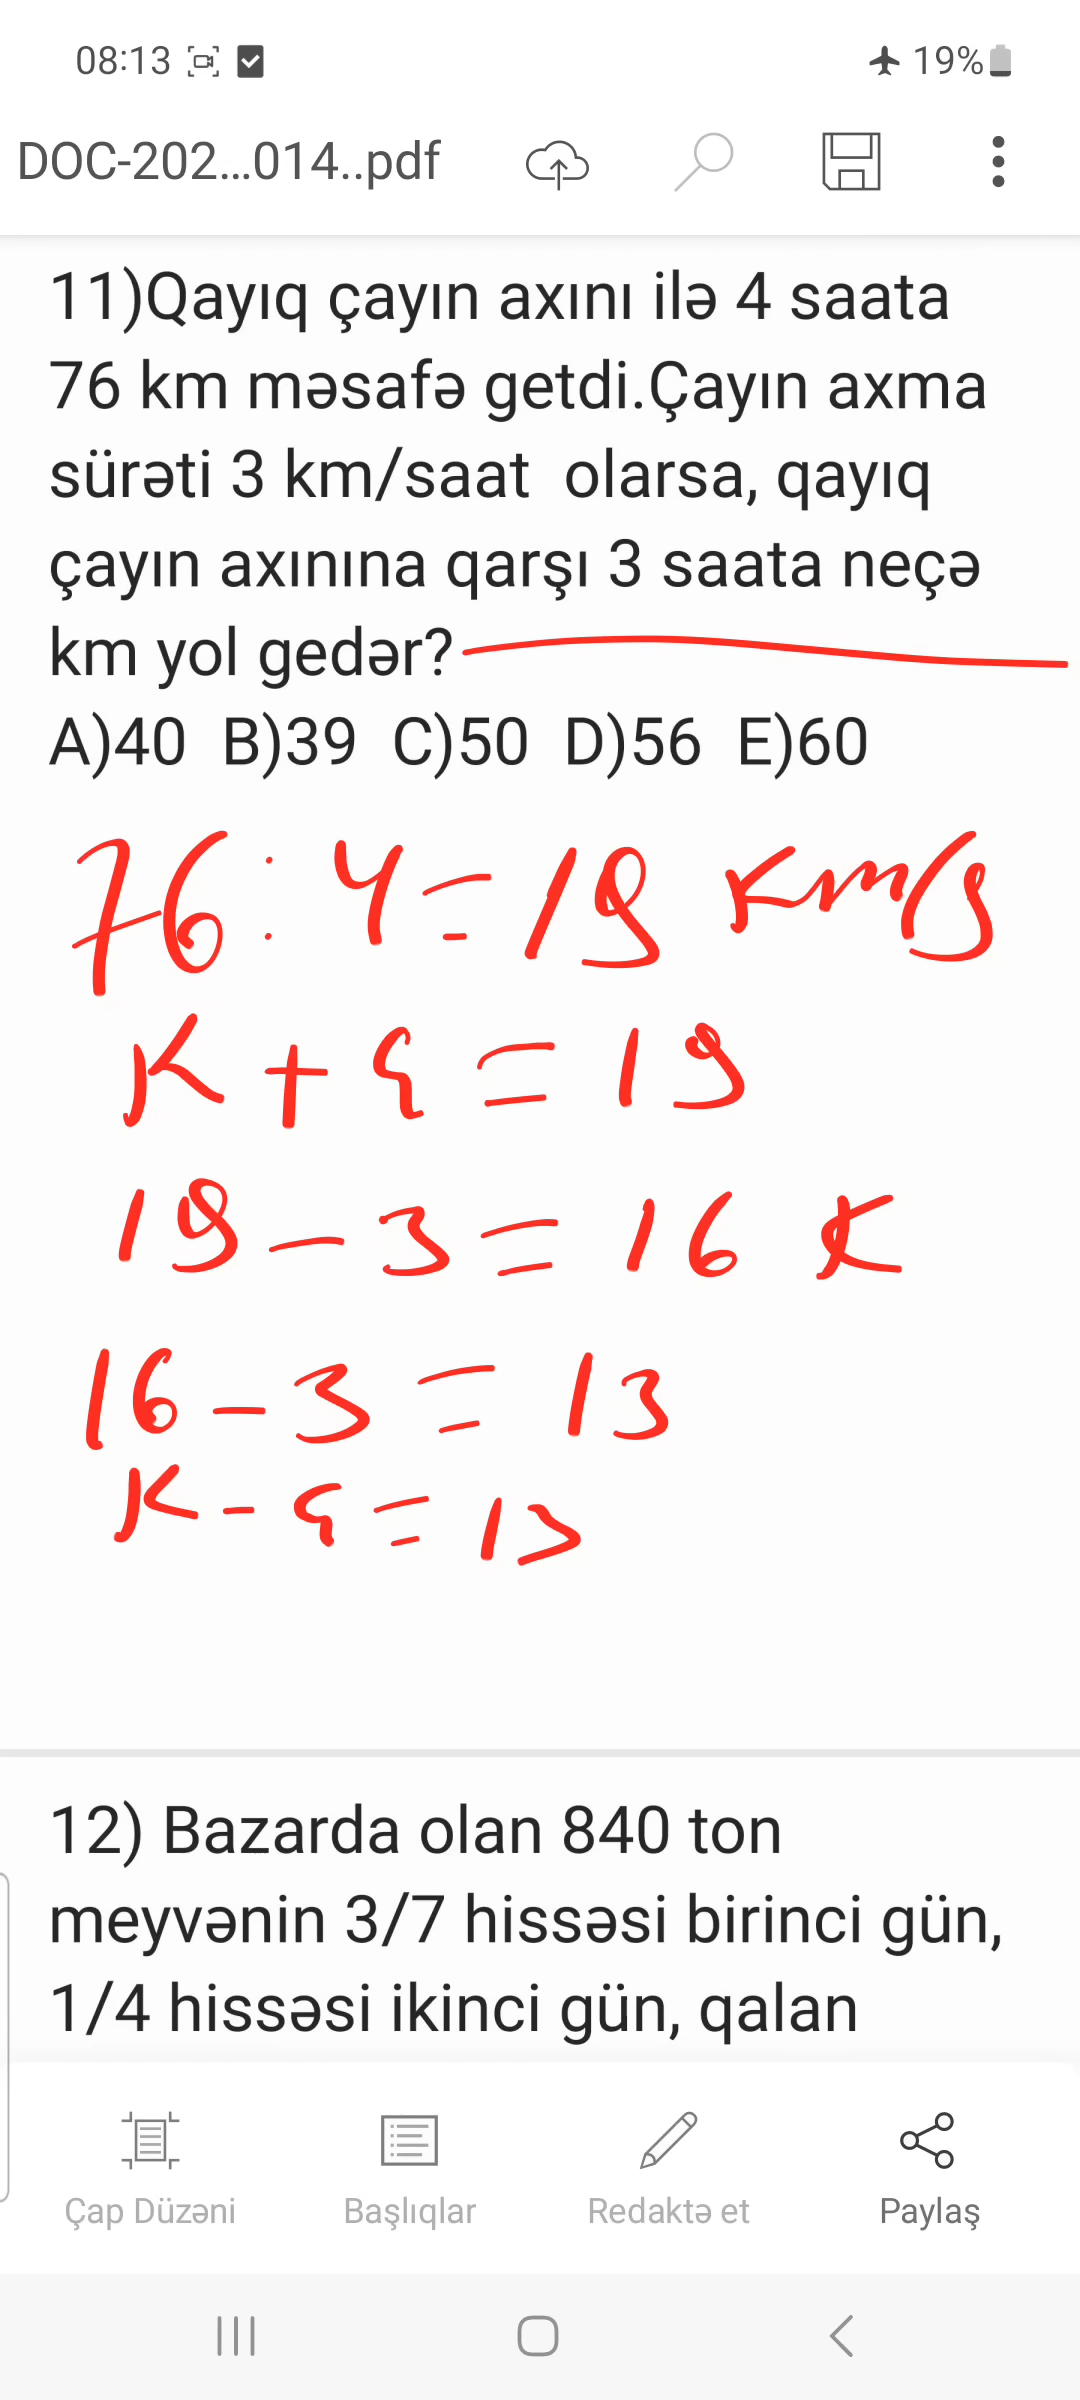 08:13 19%
DOC-202...014..pdf
11)Qayıq çayın axını ilə 4 saata
76 km məsafə getdi.Çayın axma
sürəti 3 km/saat olarsa, qayıq
çayın axınına qarşı 3 saata neçə
km yol gedər?
A)40 B)39 C)50 D)56 E)60
76 : 4 = 19 km/s
K + ç = 19
19 - 3 = 16 K
16 - 3 = 13
K - ç = 13
12) Bazarda olan 840 ton
meyvənin 3/7 hissəsi birinci gün,
1/4 hissəsi ikinci gün, qalan
Çap Düzəni Başlıqlar Redaktə et Paylaş